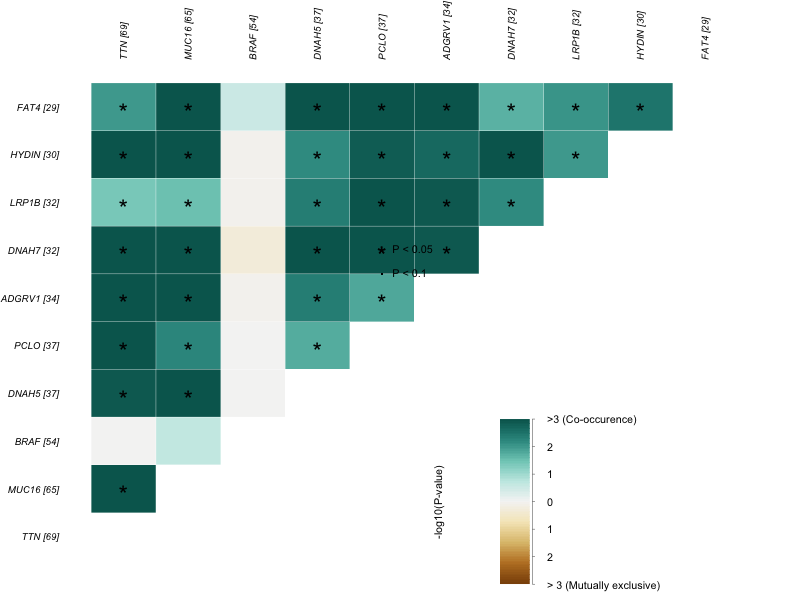 TTN [69]
MUC16 [65]
BRAF [54]
DNAH5 [37]
PCLO [37]
ADGRV1 [34]
DNAH7 [32]
LRP1B [32]
HYDIN [30]
FAT4 [29]
FAT4 [29]
* * * * * * * *
HYDIN [30]
* * * * * * *
LRP1B [32]
* * * * * *
DNAH7 [32]
* * * * *
* P < 0.05
· P < 0.1
ADGRV1 [34]
* * * *
PCLO [37]
* * *
DNAH5 [37]
* *
BRAF [54]
MUC16 [65]
*
TTN [69]
-log10(P-value)
>3 (Co-occurence)
2
1
0
1
2
> 3 (Mutually exclusive)